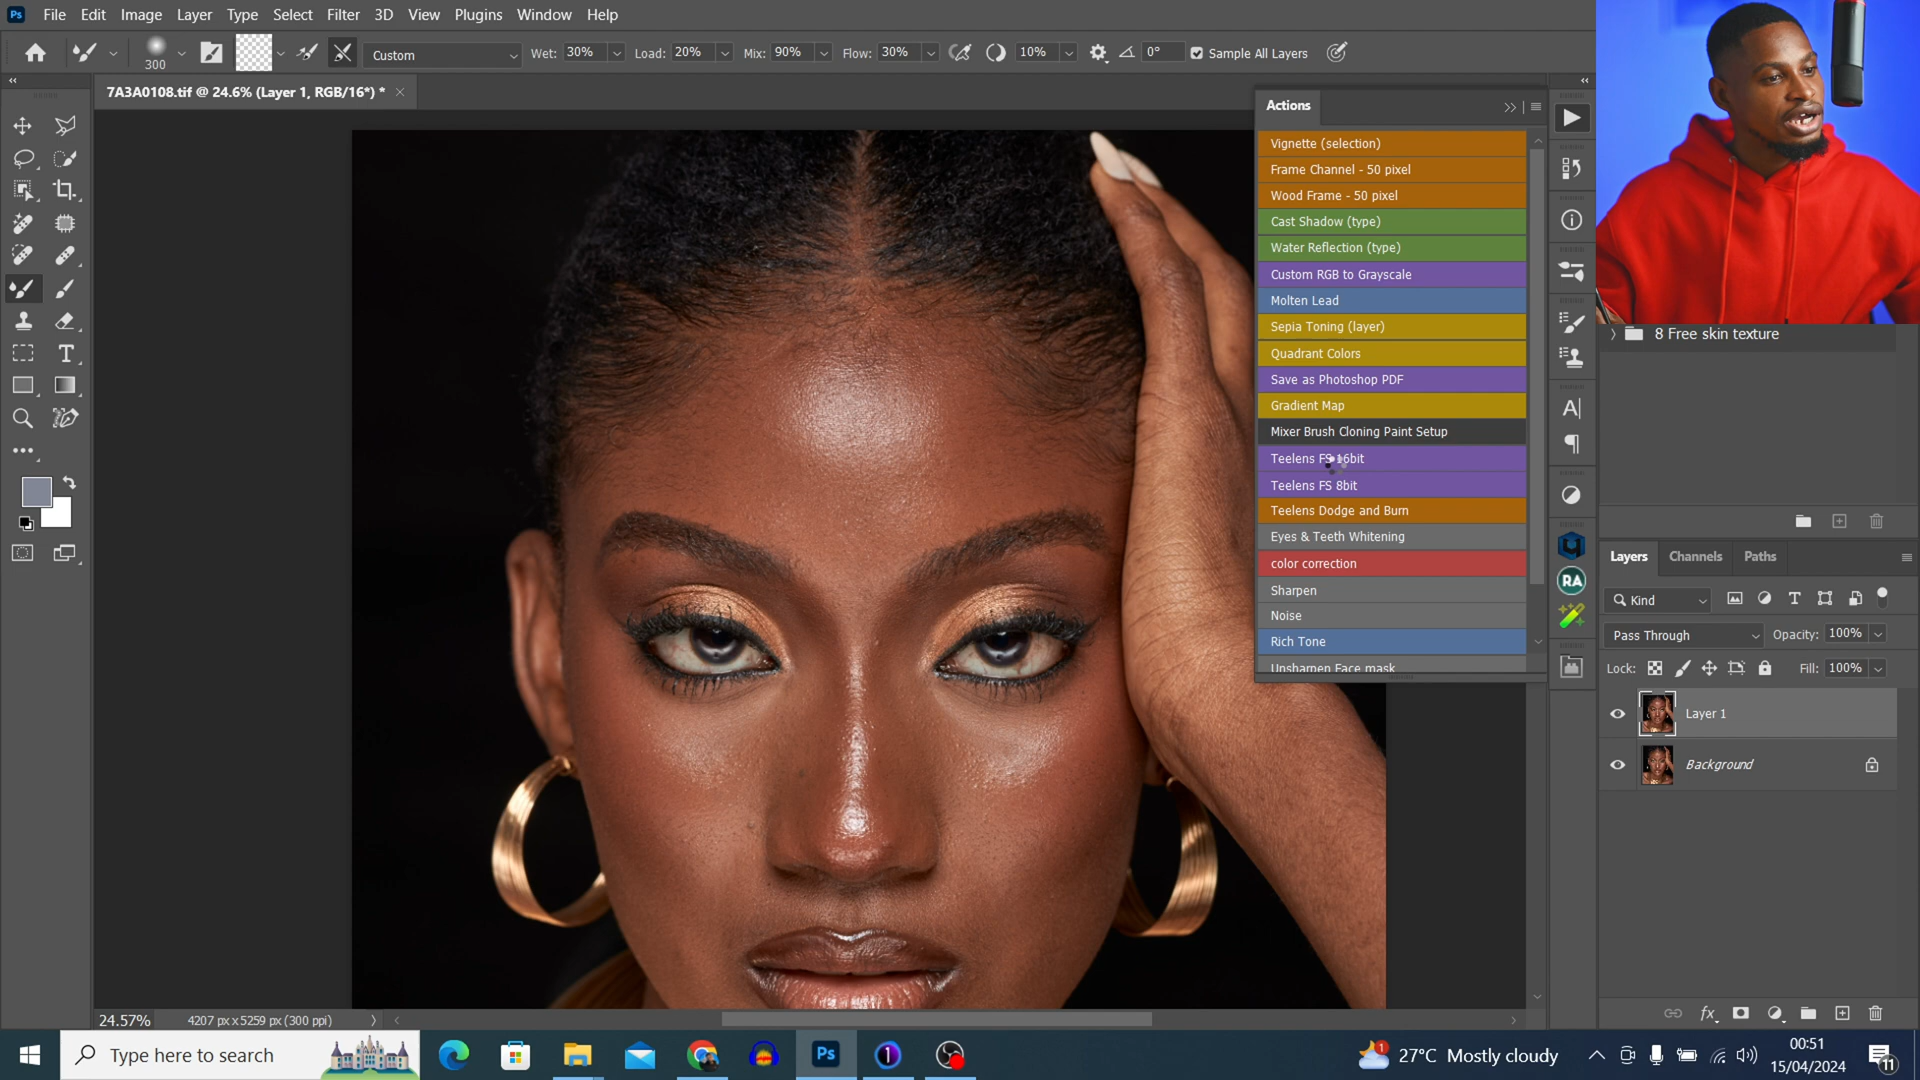 Ps File Edit Image Layer Type Select Filter 3D View Plugins Window Help
300 Custom Wet: 30% Load: 20% Mix: 90% Flow: 30% 10% 0° Sample All Layers
7A3A0108.tif @ 24.6% (Layer 1, RGB/16*) *
Actions
Vignette (selection)
Frame Channel - 50 pixel
Wood Frame - 50 pixel
Cast Shadow (type)
Water Reflection (type)
Custom RGB to Grayscale
Molten Lead
Sepia Toning (layer)
Quadrant Colors
Save as Photoshop PDF
Gradient Map
Mixer Brush Cloning Paint Setup
Teelens FS 16bit
Teelens FS 8bit
Teelens Dodge and Burn
Eyes & Teeth Whitening
color correction
Sharpen
Noise
Rich Tone
Unsharpen Face mask
RA
8 Free skin texture
Layers Channels Paths
Kind
Pass Through Opacity: 100%
Lock: Fill: 100%
Layer 1
Background
fx
24.57% 4207 px x 5259 px (300 ppi)
Type here to search
Ps
1
27°C Mostly cloudy
00:51
15/04/2024
11